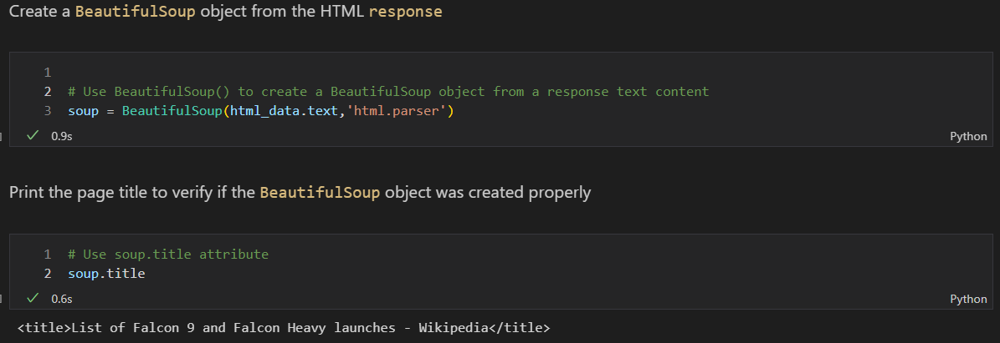 Create a BeautifulSoup object from the HTML response
1
2 # Use BeautifulSoup() to create a BeautifulSoup object from a response text content
3 soup = BeautifulSoup(html_data.text,'html.parser')
✓ 0.9s Python
Print the page title to verify if the BeautifulSoup object was created properly
1 # Use soup.title attribute
2 soup.title
✓ 0.6s Python
<title>List of Falcon 9 and Falcon Heavy launches - Wikipedia</title>